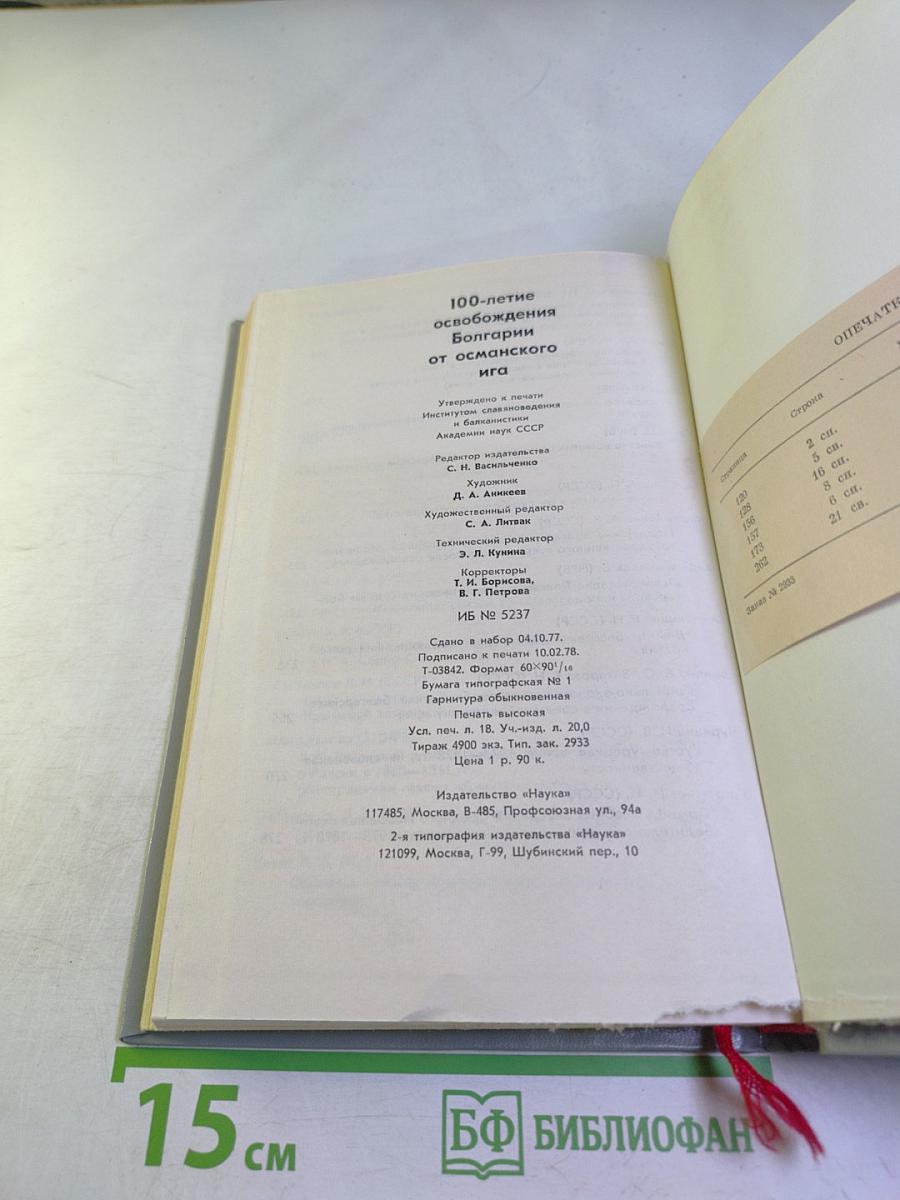 100-летие
освобождения
Болгарии
от османского
ига
Утверждено к печати
Институтом славяноведения
и балканистики
Академии наук СССР
Редактор издательства
С. Н. Васильченко
Художник
Д. А. Аникеев
Художественный редактор
С. А. Литвак
Технический редактор
Э. Л. Кунина
Корректоры
Т. И. Борисова,
В. Г. Петрова
ИБ № 5237
Сдано в набор 04.10.77.
Подписано к печати 10.02.78.
Т-03842. Формат 60×90¹/₁₆
Бумага типографская № 1
Гарнитура обыкновенная
Печать высокая
Усл. печ. л. 18. Уч.-изд. л. 20,0
Тираж 4900 экз. Тип. зак. 2933
Цена 1 р. 90 к.
Издательство «Наука»
117485, Москва, В-485, Профсоюзная ул., 94а
2-я типография издательства «Наука»
121099, Москва, Г-99, Шубинский пер., 10
ОПЕЧАТК
Страница Строка
120 2 сн.
128 5 сн.
156 16 сн.
157 8 сн.
173 6 сн.
262 21 св.
Заказ № 2933
15 см
БФ БИБЛИОФАН